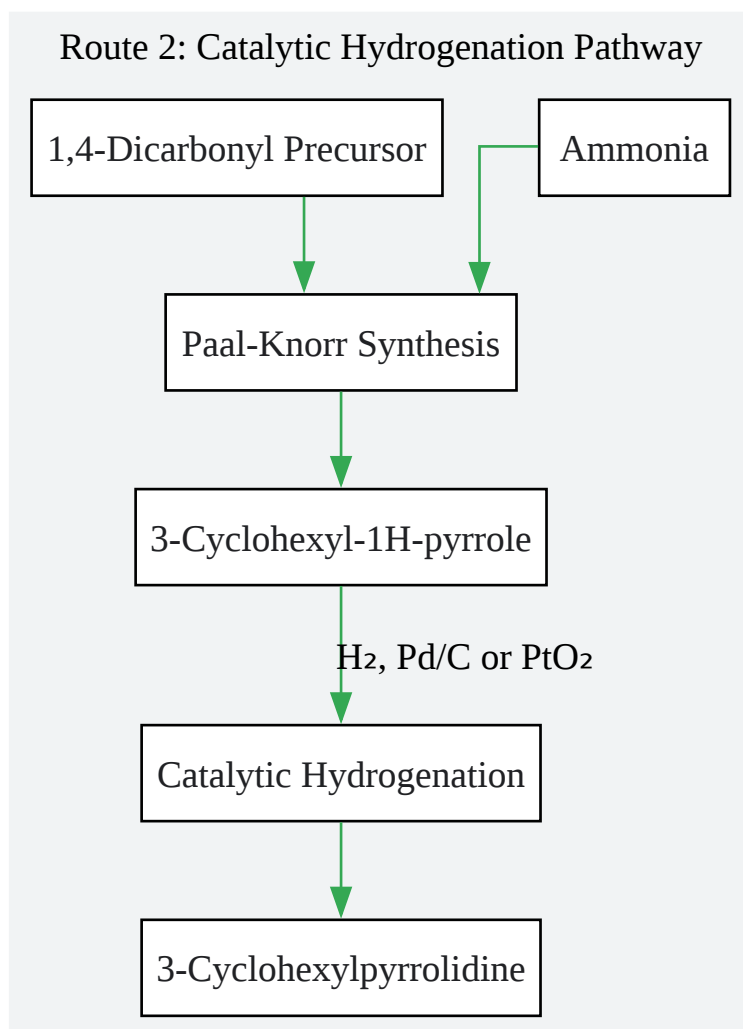 Route 2: Catalytic Hydrogenation Pathway
1,4-Dicarbonyl Precursor
Ammonia
Paal-Knorr Synthesis
3-Cyclohexyl-1H-pyrrole
H₂, Pd/C or PtO₂
Catalytic Hydrogenation
3-Cyclohexylpyrrolidine